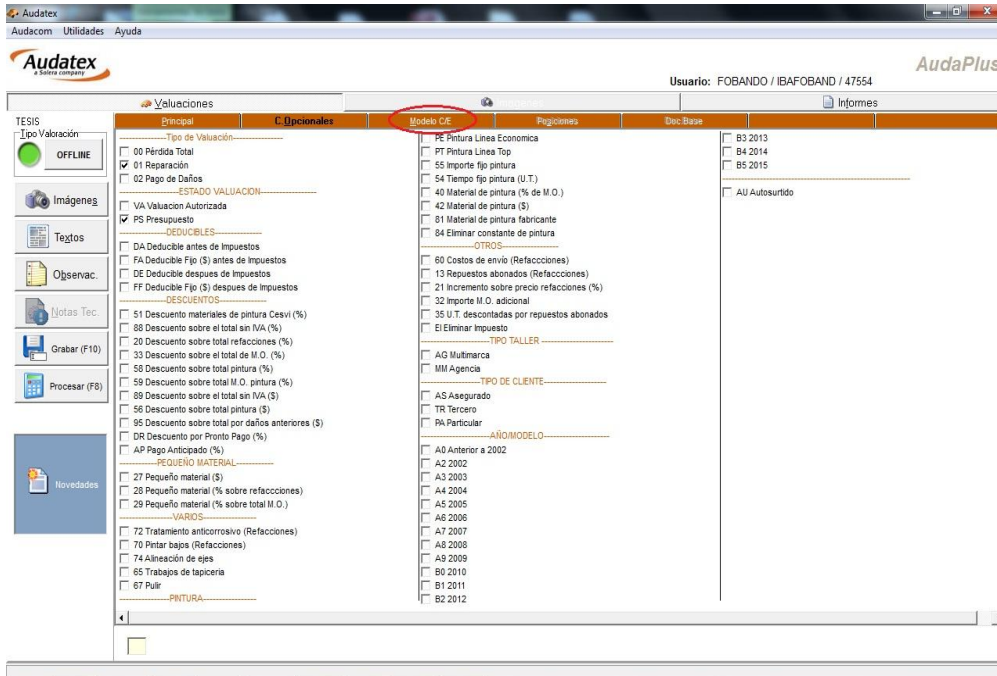 Audatex
Audacom Utilidades Ayuda
Audatex
a Solera company
AudaPlus
Usuario: FOBANDO / IBAFOBAND / 47554
Valuaciones
Informes
TESIS
Principal C.Opcionales Modelo C/E Posiciones Doc.Base
Tipo Valoración
OFFLINE
Imágenes
Textos
Observac.
Notas Tec.
Grabar (F10)
Procesar (F8)
Novedades
Tipo de Valuación
00 Pérdida Total
01 Reparación
02 Pago de Daños
ESTADO VALUACION
VA Valuacion Autorizada
PS Presupuesto
DEDUCIBLES
DA Deducible antes de Impuestos
FA Deducible Fijo ($) antes de Impuestos
DE Deducible despues de Impuestos
FF Deducible Fijo ($) despues de Impuestos
DESCUENTOS
51 Descuento materiales de pintura Cesvi (%)
88 Descuento sobre el total sin IVA (%)
20 Descuento sobre total refacciones (%)
33 Descuento sobre el total de M.O. (%)
58 Descuento sobre total pintura (%)
59 Descuento sobre total M.O. pintura (%)
89 Descuento sobre el total sin IVA ($)
56 Descuento sobre total pintura ($)
95 Descuento sobre total por daños anteriores ($)
DR Descuento por Pronto Pago (%)
AP Pago Anticipado (%)
PEQUEÑO MATERIAL
27 Pequeño material ($)
28 Pequeño material (% sobre refaccciones)
29 Pequeño material (% sobre total M.O.)
VARIOS
72 Tratamiento anticorrosivo (Refacciones)
70 Pintar bajos (Refacciones)
74 Alineación de ejes
65 Trabajos de tapiceria
67 Pulir
PINTURA
PE Pintura Linea Economica
PT Pintura Linea Top
55 Importe fijo pintura
54 Tiempo fijo pintura (U.T.)
40 Material de pintura (% de M.O.)
42 Material de pintura ($)
81 Material de pintura fabricante
84 Eliminar constante de pintura
OTROS
60 Costos de envío (Refaccciones)
13 Repuestos abonados (Refaccciones)
21 Incremento sobre precio refacciones (%)
32 Importe M.O. adicional
35 U.T. descontadas por repuestos abonados
EI Eliminar Impuesto
TIPO TALLER
AG Multimarca
MM Agencia
TIPO DE CLIENTE
AS Asegurado
TR Tercero
PA Particular
AÑO/MODELO
A0 Anterior a 2002
A2 2002
A3 2003
A4 2004
A5 2005
A6 2006
A7 2007
A8 2008
A9 2009
B0 2010
B1 2011
B2 2012
B3 2013
B4 2014
B5 2015
AU Autosurtido